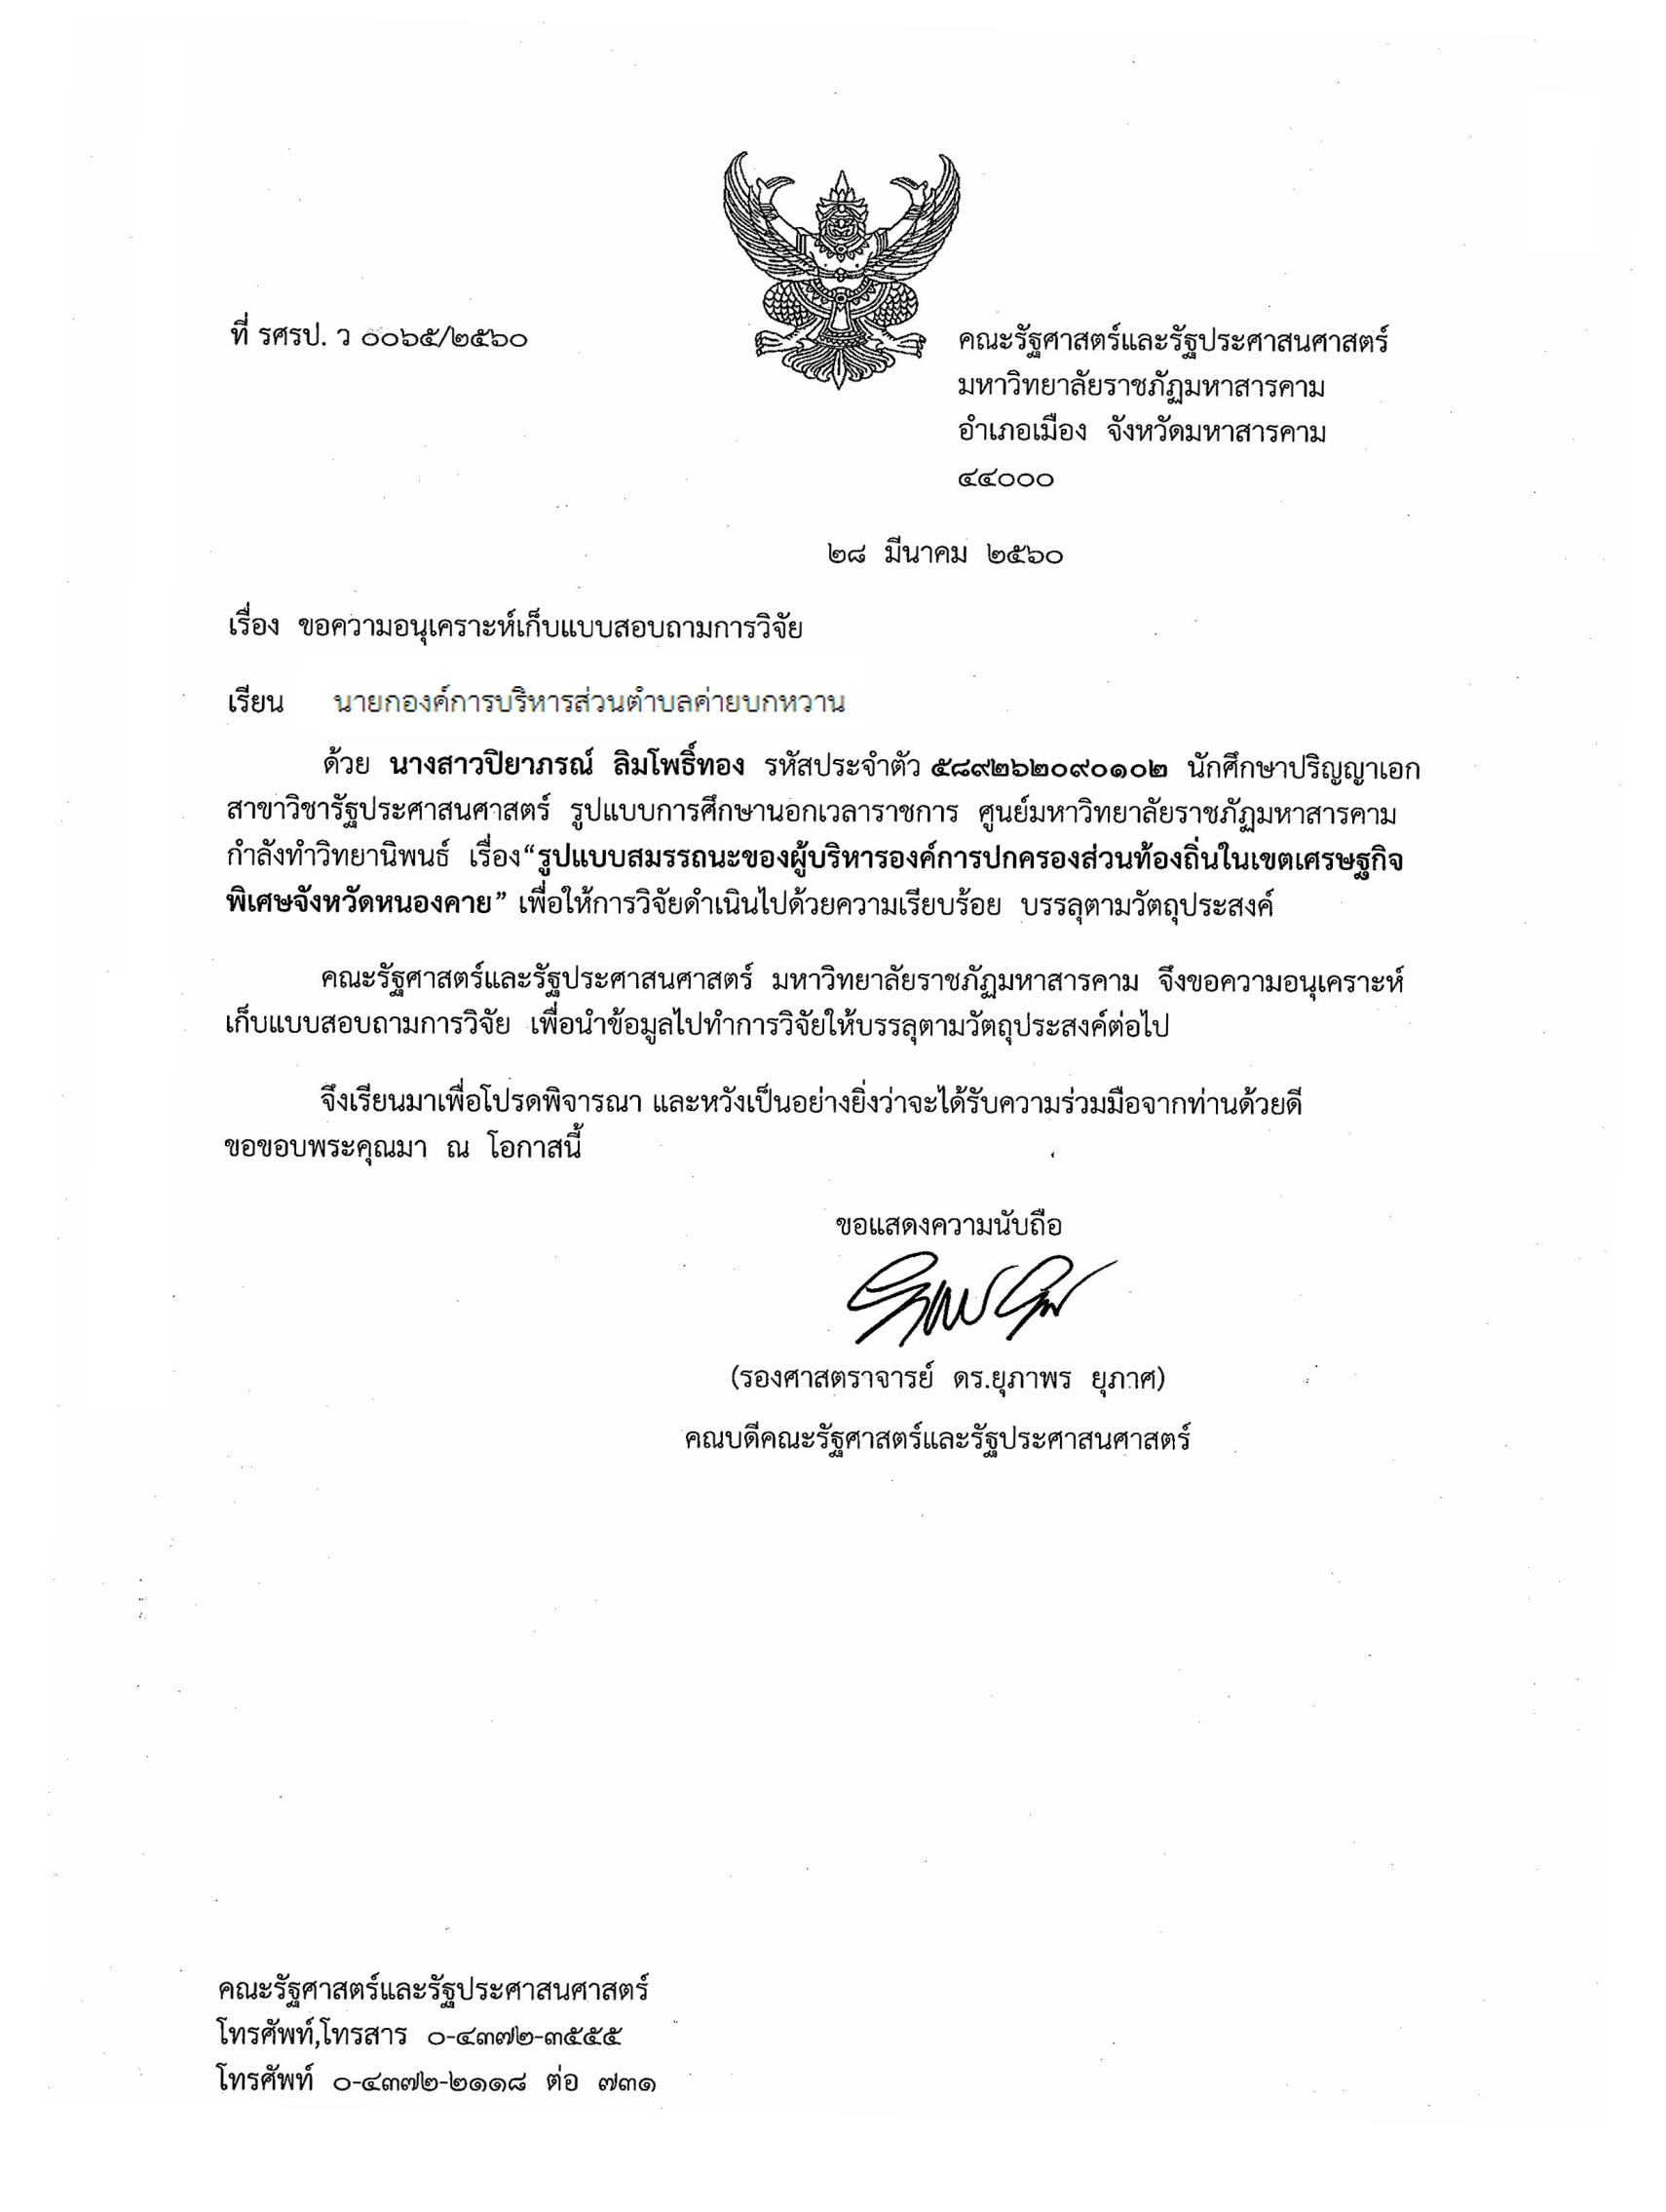 ที่ รศรป. ว ๐๐๖๕/๒๕๖๐
คณะรัฐศาสตร์และรัฐประศาสนศาสตร์
มหาวิทยาลัยราชภัฏมหาสารคาม
อำเภอเมือง จังหวัดมหาสารคาม
๔๔๐๐๐
๒๘ มีนาคม ๒๕๖๐
เรื่อง ขอความอนุเคราะห์เก็บแบบสอบถามการวิจัย
เรียน นายกองค์การบริหารส่วนตำบลค่ายบกหวาน
ด้วย นางสาวปิยาภรณ์ ลิมโพธิ์ทอง รหัสประจำตัว ๕๘๙๒๖๒๐๙๐๑๐๒ นักศึกษาปริญญาเอก
สาขาวิชารัฐประศาสนศาสตร์ รูปแบบการศึกษานอกเวลาราชการ ศูนย์มหาวิทยาลัยราชภัฏมหาสารคาม
กำลังทำวิทยานิพนธ์ เรื่อง“รูปแบบสมรรถนะของผู้บริหารองค์การปกครองส่วนท้องถิ่นในเขตเศรษฐกิจ
พิเศษจังหวัดหนองคาย” เพื่อให้การวิจัยดำเนินไปด้วยความเรียบร้อย บรรลุตามวัตถุประสงค์
คณะรัฐศาสตร์และรัฐประศาสนศาสตร์ มหาวิทยาลัยราชภัฏมหาสารคาม จึงขอความอนุเคราะห์
เก็บแบบสอบถามการวิจัย เพื่อนำข้อมูลไปทำการวิจัยให้บรรลุตามวัตถุประสงค์ต่อไป
จึงเรียนมาเพื่อโปรดพิจารณา และหวังเป็นอย่างยิ่งว่าจะได้รับความร่วมมือจากท่านด้วยดี
ขอขอบพระคุณมา ณ โอกาสนี้
ขอแสดงความนับถือ
(รองศาสตราจารย์ ดร.ยุภาพร ยุภาศ)
คณบดีคณะรัฐศาสตร์และรัฐประศาสนศาสตร์
คณะรัฐศาสตร์และรัฐประศาสนศาสตร์
โทรศัพท์,โทรสาร ๐-๔๓๗๒-๓๕๕๕
โทรศัพท์ ๐-๔๓๗๒-๒๑๑๘ ต่อ ๗๓๑